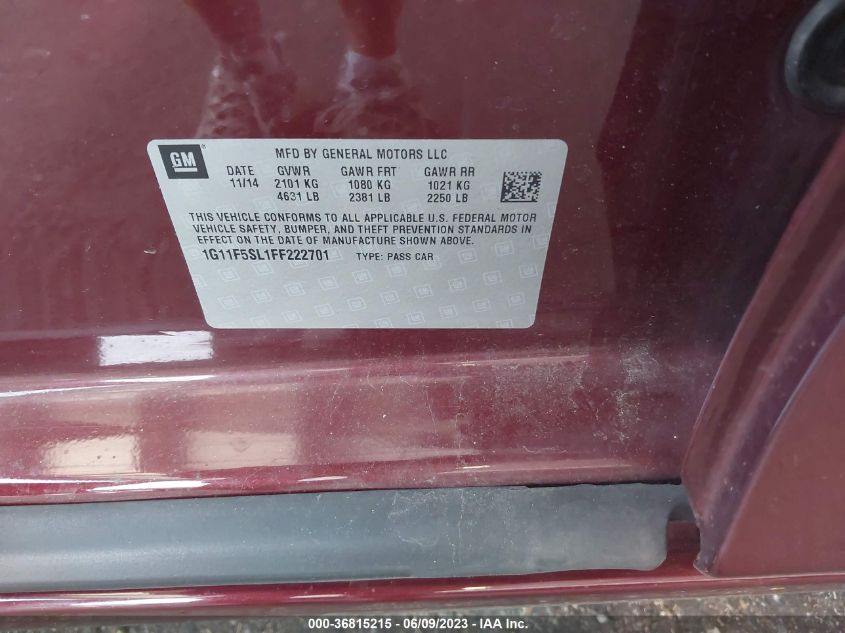 GM ®
MFD BY GENERAL MOTORS LLC
DATE GVWR GAWR FRT GAWR RR
11/14 2101 KG 1080 KG 1021 KG
4631 LB 2381 LB 2250 LB
THIS VEHICLE CONFORMS TO ALL APPLICABLE U.S. FEDERAL MOTOR
VEHICLE SAFETY, BUMPER, AND THEFT PREVENTION STANDARDS IN
EFFECT ON THE DATE OF MANUFACTURE SHOWN ABOVE.
1G11F5SL1FF222701 TYPE: PASS CAR
000-36815215 - 06/09/2023 - IAA Inc.